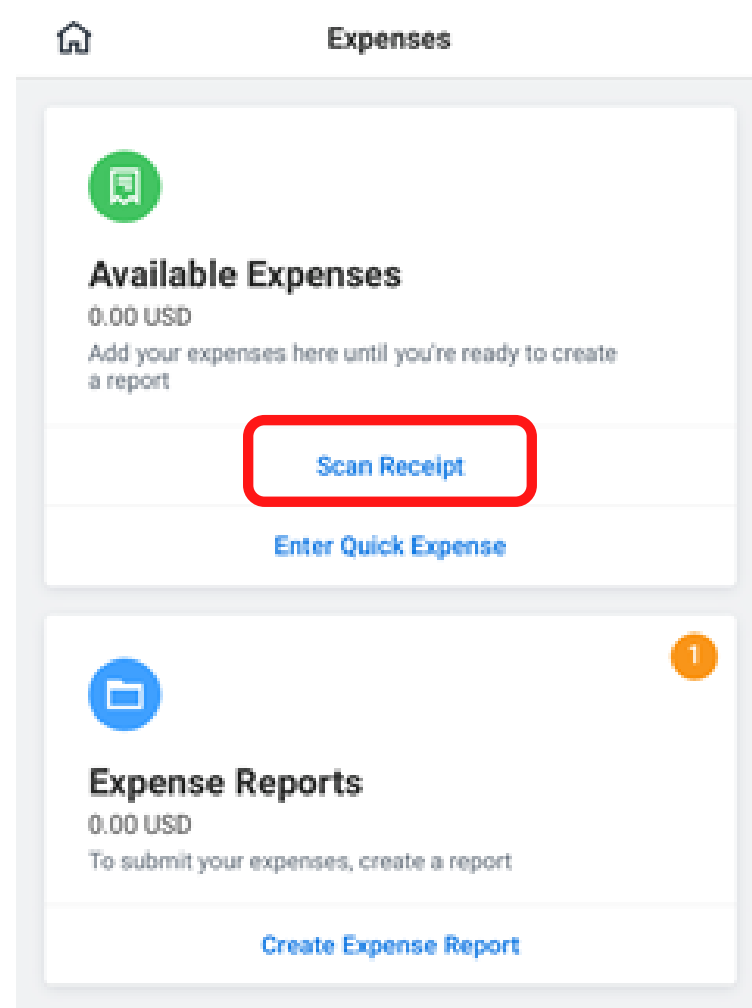 Expenses
Available Expenses
0.00 USD
Add your expenses here until you're ready to create
a report
Scan Receipt
Enter Quick Expense
1
Expense Reports
0.00 USD
To submit your expenses, create a report
Create Expense Report